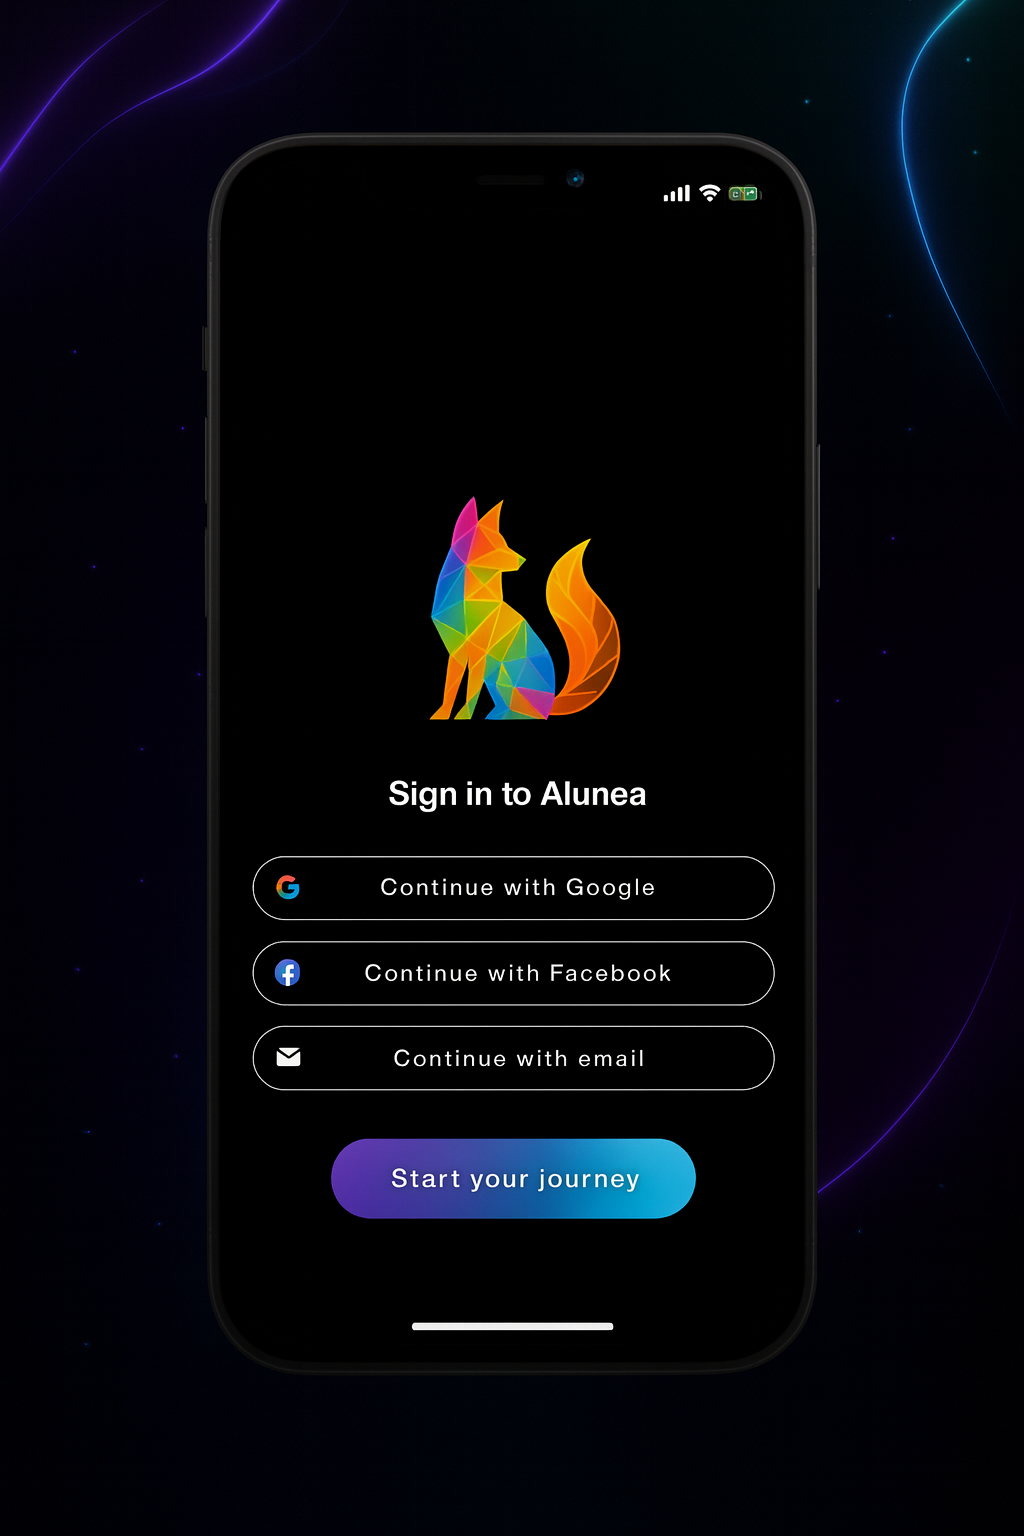 Sign in to Alunea
Continue with Google
Continue with Facebook
Continue with email
Start your journey